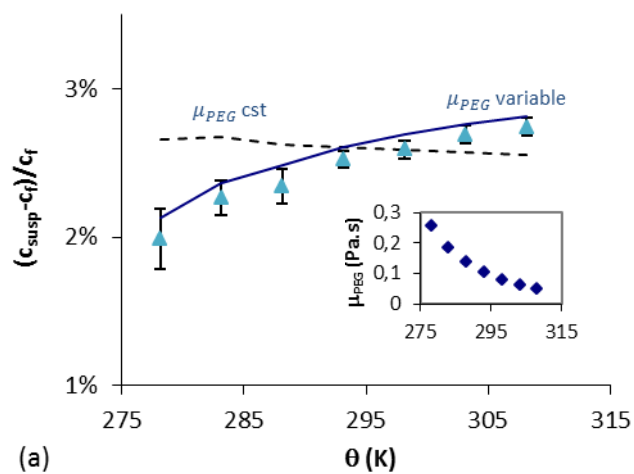 3%
μPEG cst
μPEG variable
2%
1%
(csusp-cf)/cf
0,3
0,2
0,1
0
μPEG (Pa.s)
275 295 315
275 285 295 305 315
(a) θ (K)